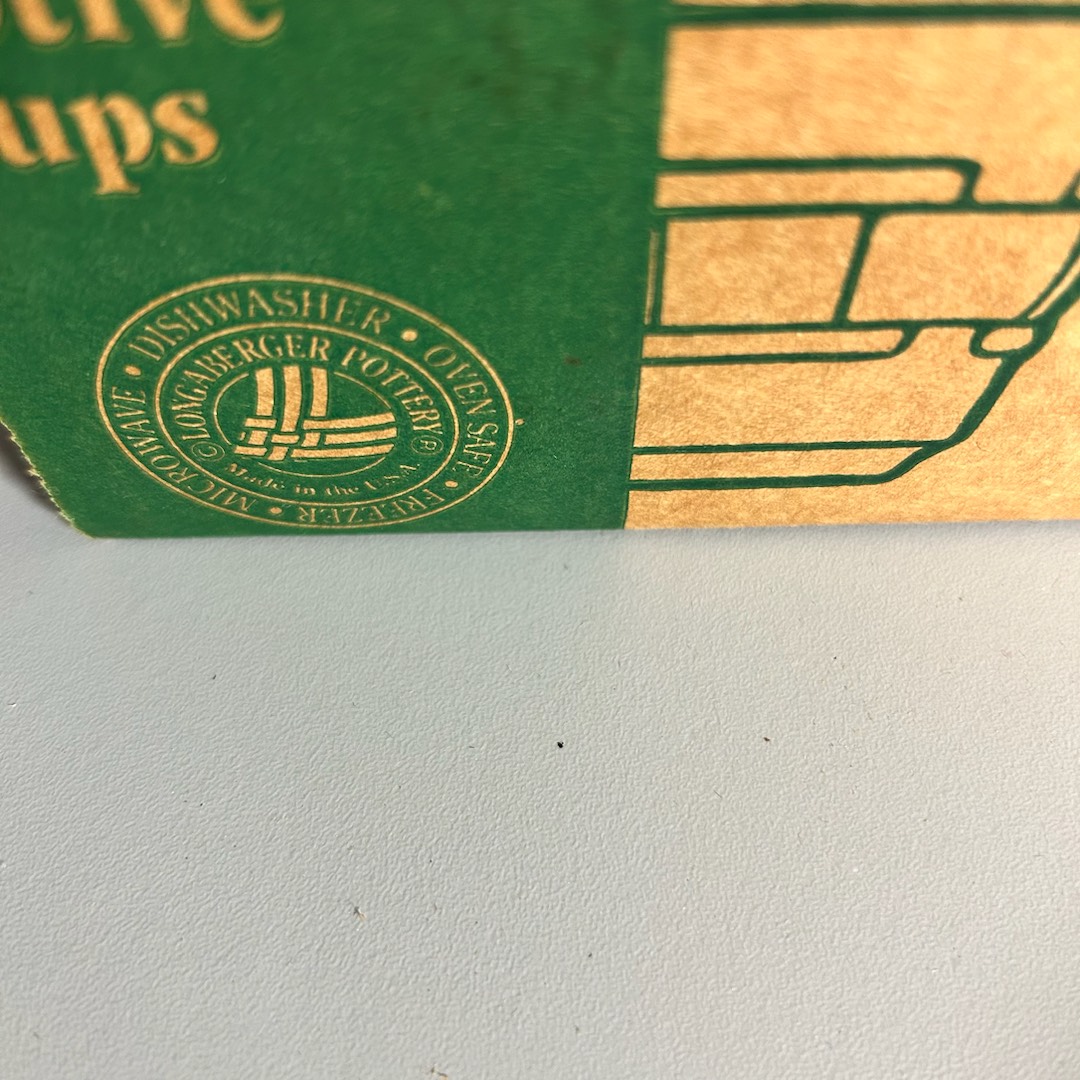 ups
DISHWASHER • OVEN SAFE • FREEZER • MICROWAVE •
© LONGABERGER POTTERY ®
Made in the USA